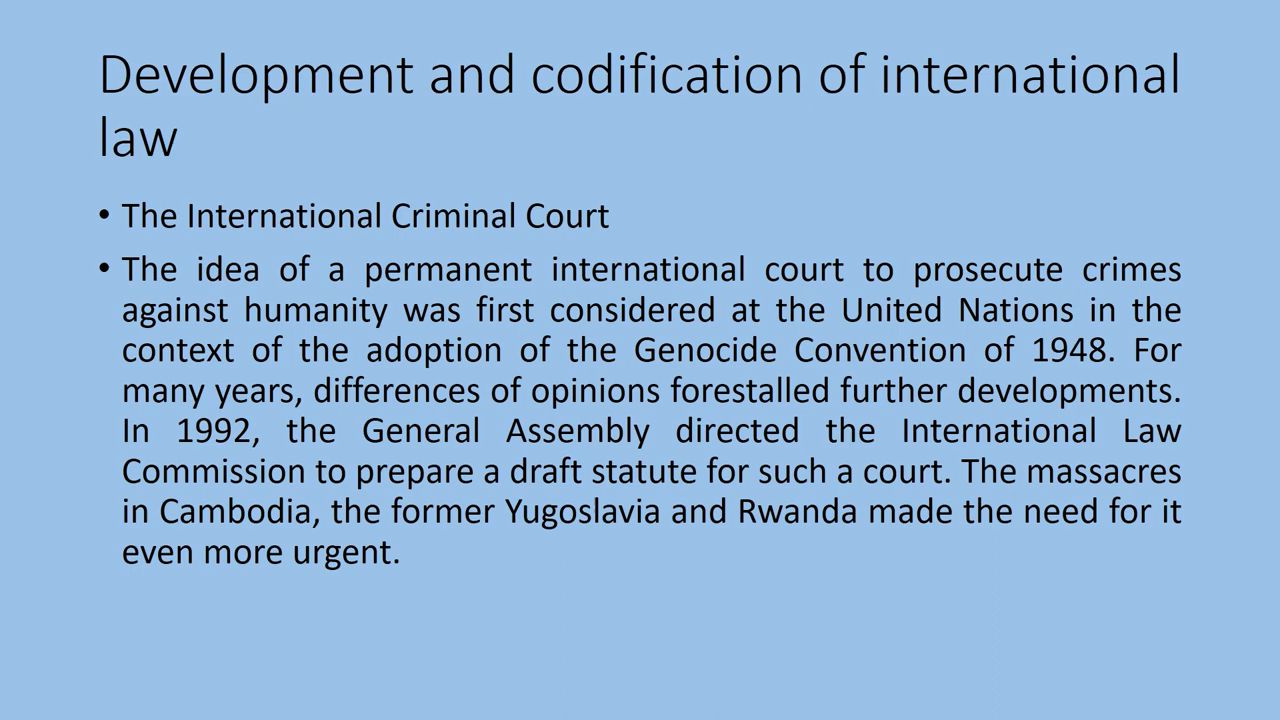 Development and codification of international
law
• The International Criminal Court
• The idea of a permanent international court to prosecute crimes
against humanity was first considered at the United Nations in the
context of the adoption of the Genocide Convention of 1948. For
many years, differences of opinions forestalled further developments.
In 1992, the General Assembly directed the International Law
Commission to prepare a draft statute for such a court. The massacres
in Cambodia, the former Yugoslavia and Rwanda made the need for it
even more urgent.